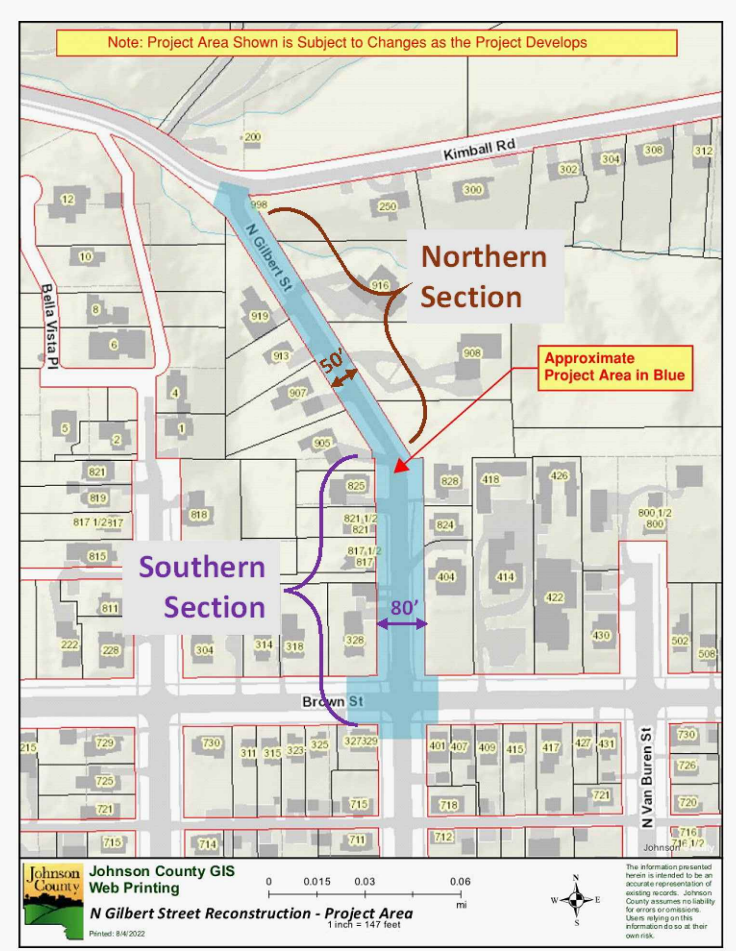 Note: Project Area Shown is Subject to Changes as the Project Develops
200
Kimball Rd
312
308
304
302
300
250
998
12
N Gilbert St
10
Northern
Section
916
Bella Vista Pl
8
919
6
913
908
50'
Approximate
Project Area in Blue
907
4
5
2
1
905
821
825
828
418
426
819
818
821 1/2
821
824
800 1/2
800
817 1/2
817
817 1/2
817
815
Southern
Section
404
414
422
811
80'
222
228
304
314
318
328
430
502
508
Brown St
215
729
730
311
315
323
325
327
329
401
407
409
415
417
427
431
730
N Van Buren St
726
725
721
715
718
721
720
715
714
711
712
716
716 1/2
Johnson
Johnson
County
Johnson County GIS
Web Printing
0
0.015
0.03
0.06
mi
N Gilbert Street Reconstruction - Project Area
1 inch = 147 feet
Printed: 8/4/2022
N
W
E
S
The information presented
herein is intended to be an
accurate representation of
existing records. Johnson
County assumes no liability
for errors or omissions.
Users relying on this
information do so at their
own risk.